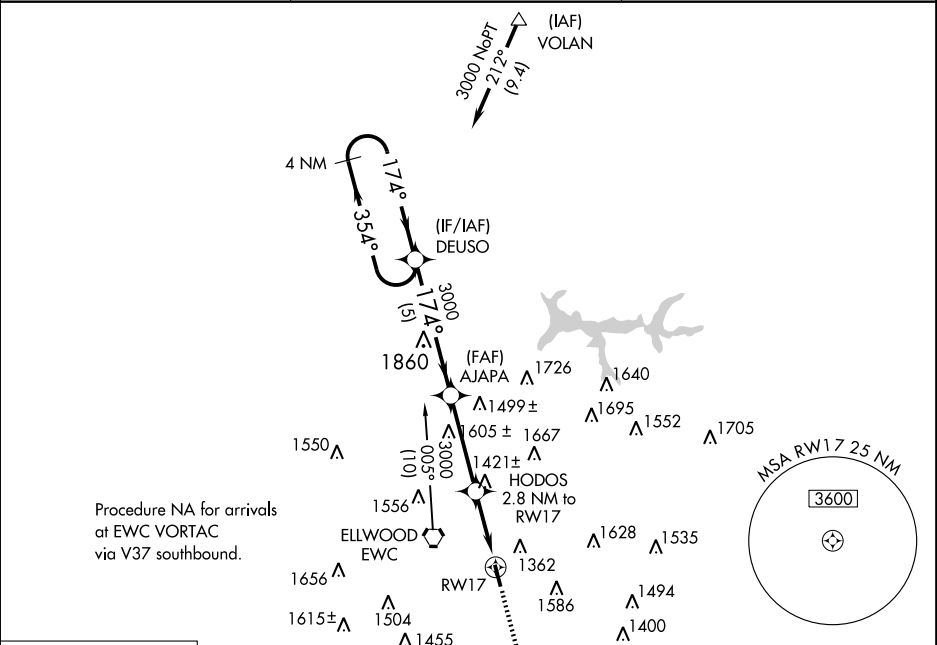 (IAF)
VOLAN
3000 NoPT
212°
(9.4)
4 NM
174°
354°
(IF/IAF)
DEUSO
3000
174°
(5)
1860
(FAF)
AJAPA
1726
1640
1499±
1695
1552
1705
1605 ±
1667
1550
3000
005°
(10)
1421±
HODOS
2.8 NM to
RW17
1556
MSA RW17 25 NM
3600
Procedure NA for arrivals
at EWC VORTAC
via V37 southbound.
ELLWOOD
EWC
1628
1535
1362
1656
RW17
1586
1494
1615±
1504
1400
1455